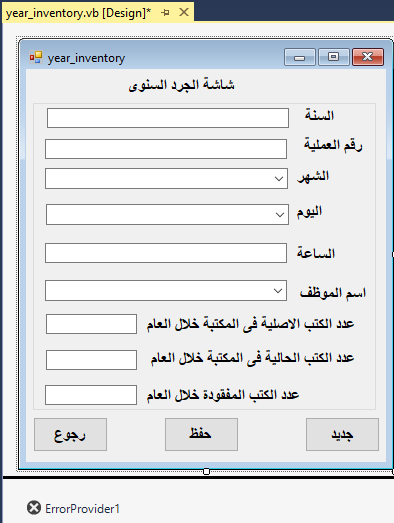 year_inventory.vb [Design]*
year_inventory
شاشة الجرد السنوى
السنة
رقم العملية
الشهر
اليوم
الساعة
اسم الموظف
عدد الكتب الاصلية فى المكتبة خلال العام
عدد الكتب الحالية فى المكتبة خلال العام
عدد الكتب المفقودة خلال العام
جديد حفظ رجوع
ErrorProvider1